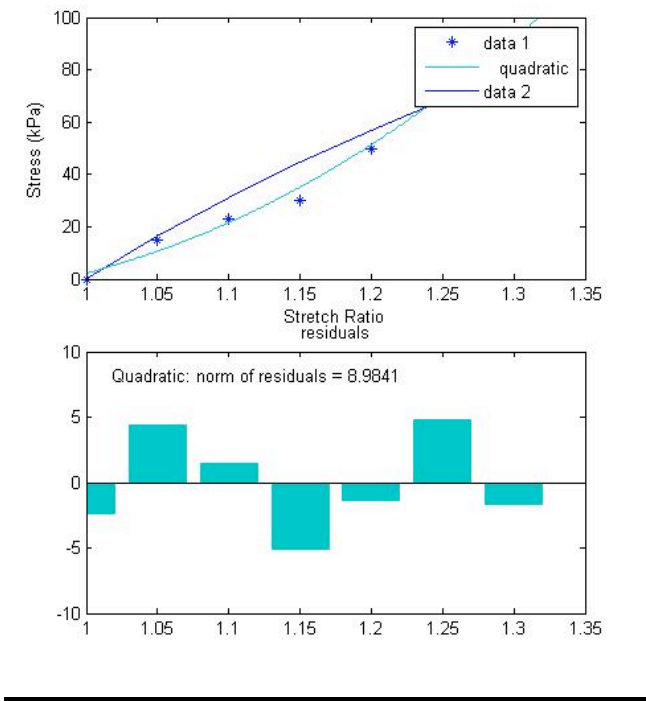 100
80
60
40
20
0
Stress (kPa)
data 1
quadratic
data 2
1 1.05 1.1 1.15 1.2 1.25 1.3 1.35
Stretch Ratio
residuals
10
5
0
-5
-10
Quadratic: norm of residuals = 8.9841
1 1.05 1.1 1.15 1.2 1.25 1.3 1.35